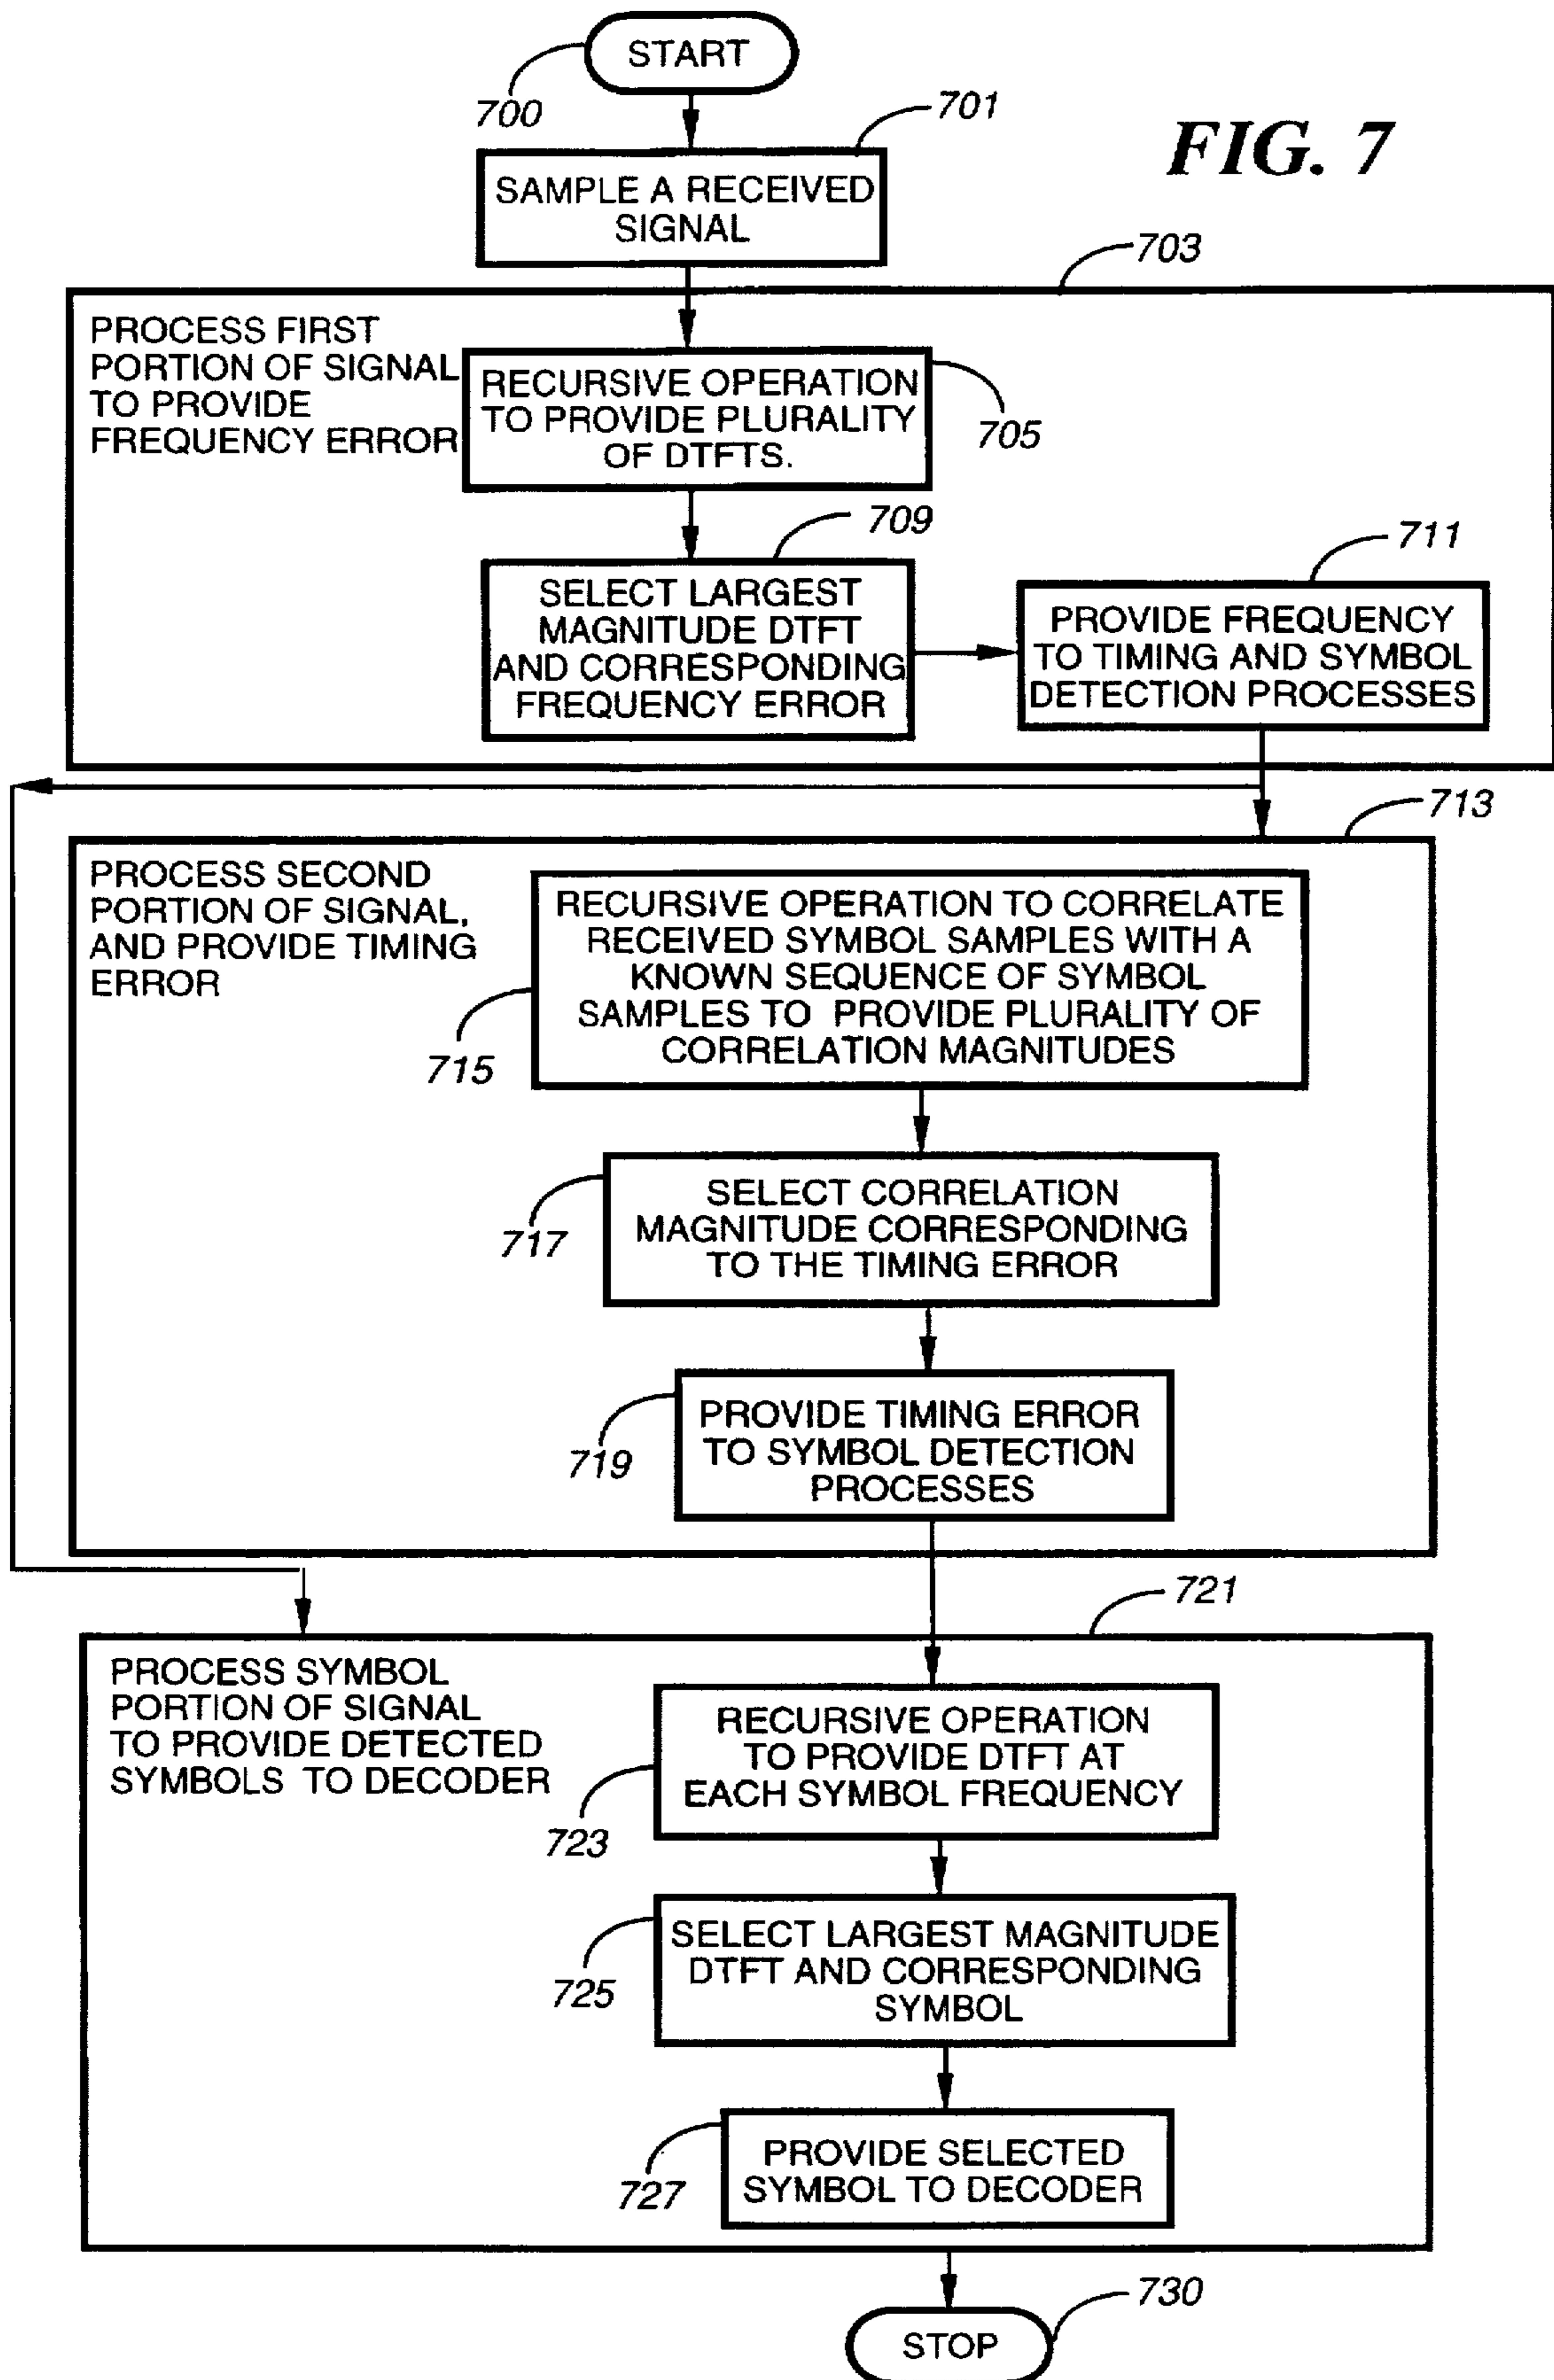 START
700
701
FIG. 7
SAMPLE A RECEIVED
SIGNAL
703
PROCESS FIRST
PORTION OF SIGNAL
TO PROVIDE
FREQUENCY ERROR
RECURSIVE OPERATION
TO PROVIDE PLURALITY
OF DTFTS.
705
709
SELECT LARGEST
MAGNITUDE DTFT
AND CORRESPONDING
FREQUENCY ERROR
711
PROVIDE FREQUENCY
TO TIMING AND SYMBOL
DETECTION PROCESSES
713
PROCESS SECOND
PORTION OF SIGNAL,
AND PROVIDE TIMING
ERROR
RECURSIVE OPERATION TO CORRELATE
RECEIVED SYMBOL SAMPLES WITH A
KNOWN SEQUENCE OF SYMBOL
SAMPLES TO PROVIDE PLURALITY OF
CORRELATION MAGNITUDES
715
SELECT CORRELATION
MAGNITUDE CORRESPONDING
TO THE TIMING ERROR
717
PROVIDE TIMING ERROR
TO SYMBOL DETECTION
PROCESSES
719
721
PROCESS SYMBOL
PORTION OF SIGNAL
TO PROVIDE DETECTED
SYMBOLS TO DECODER
RECURSIVE OPERATION
TO PROVIDE DTFT AT
EACH SYMBOL FREQUENCY
723
SELECT LARGEST MAGNITUDE
DTFT AND CORRESPONDING
SYMBOL
725
PROVIDE SELECTED
SYMBOL TO DECODER
727
730
STOP